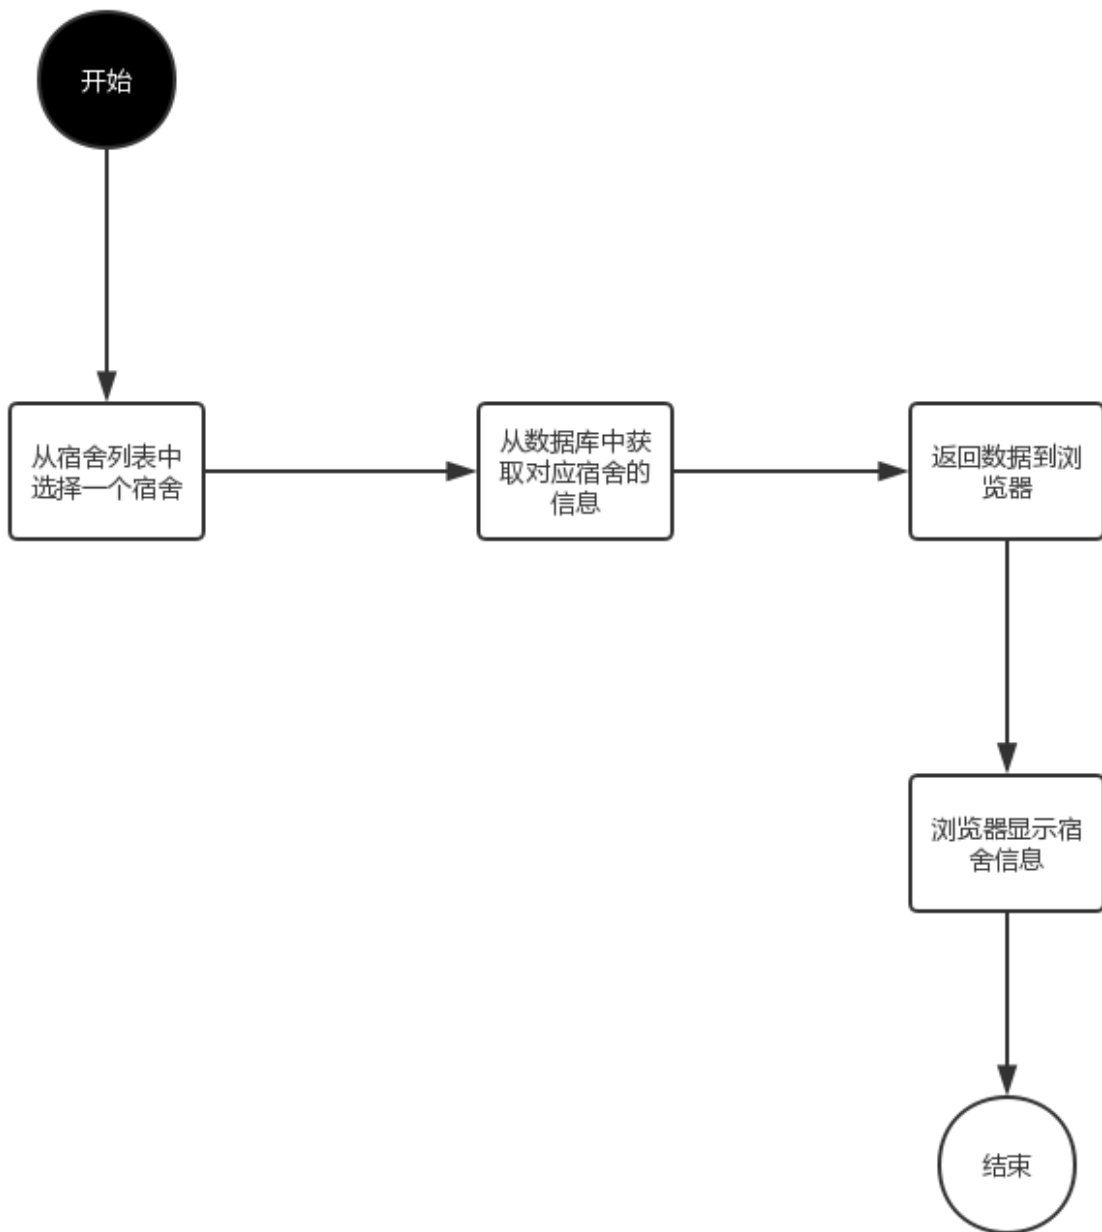 开始
从宿舍列表中
选择一个宿舍
从数据库中获
取对应宿舍的
信息
返回数据到浏
览器
浏览器显示宿
舍信息
结束